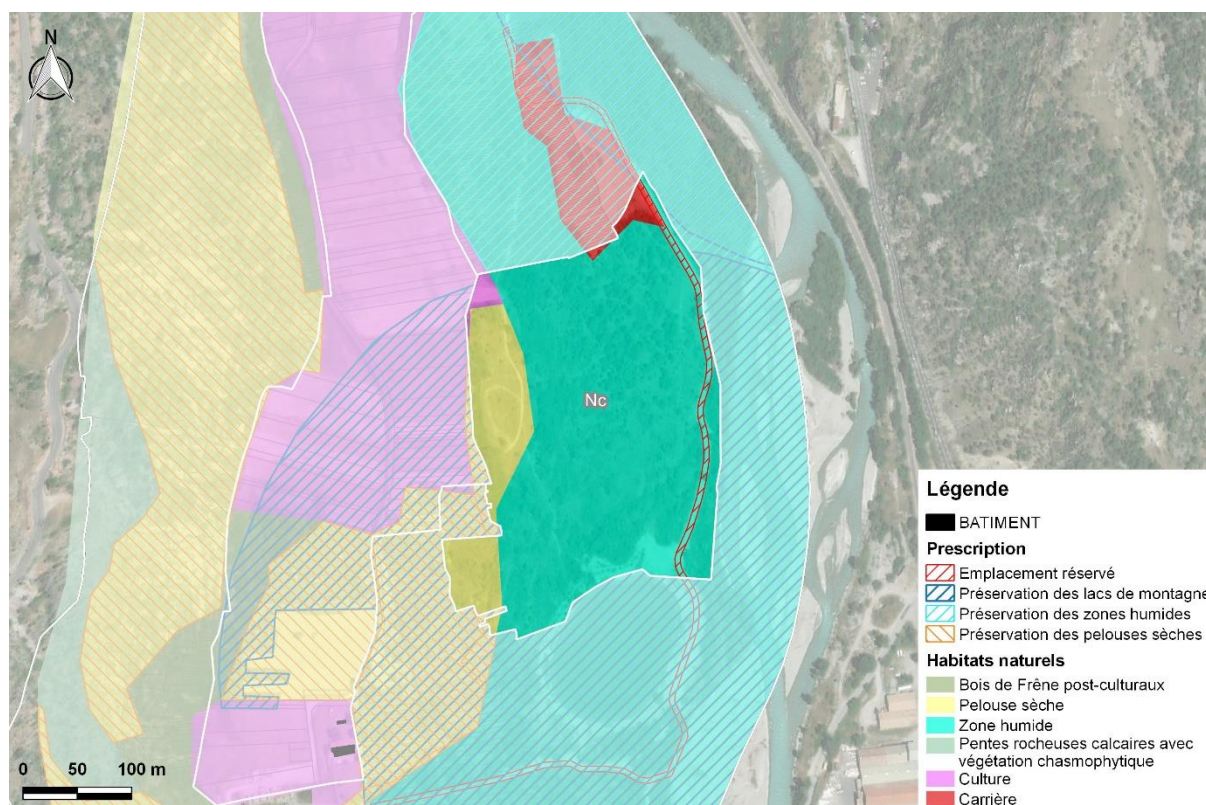 N
Nc
0 50 100 m
Légende
BATIMENT
Prescription
Emplacement réservé
Préservation des lacs de montagne
Préservation des zones humides
Préservation des pelouses sèches
Habitats naturels
Bois de Frêne post-culturaux
Pelouse sèche
Zone humide
Pentes rocheuses calcaires avec
végétation chasmophytique
Culture
Carrière